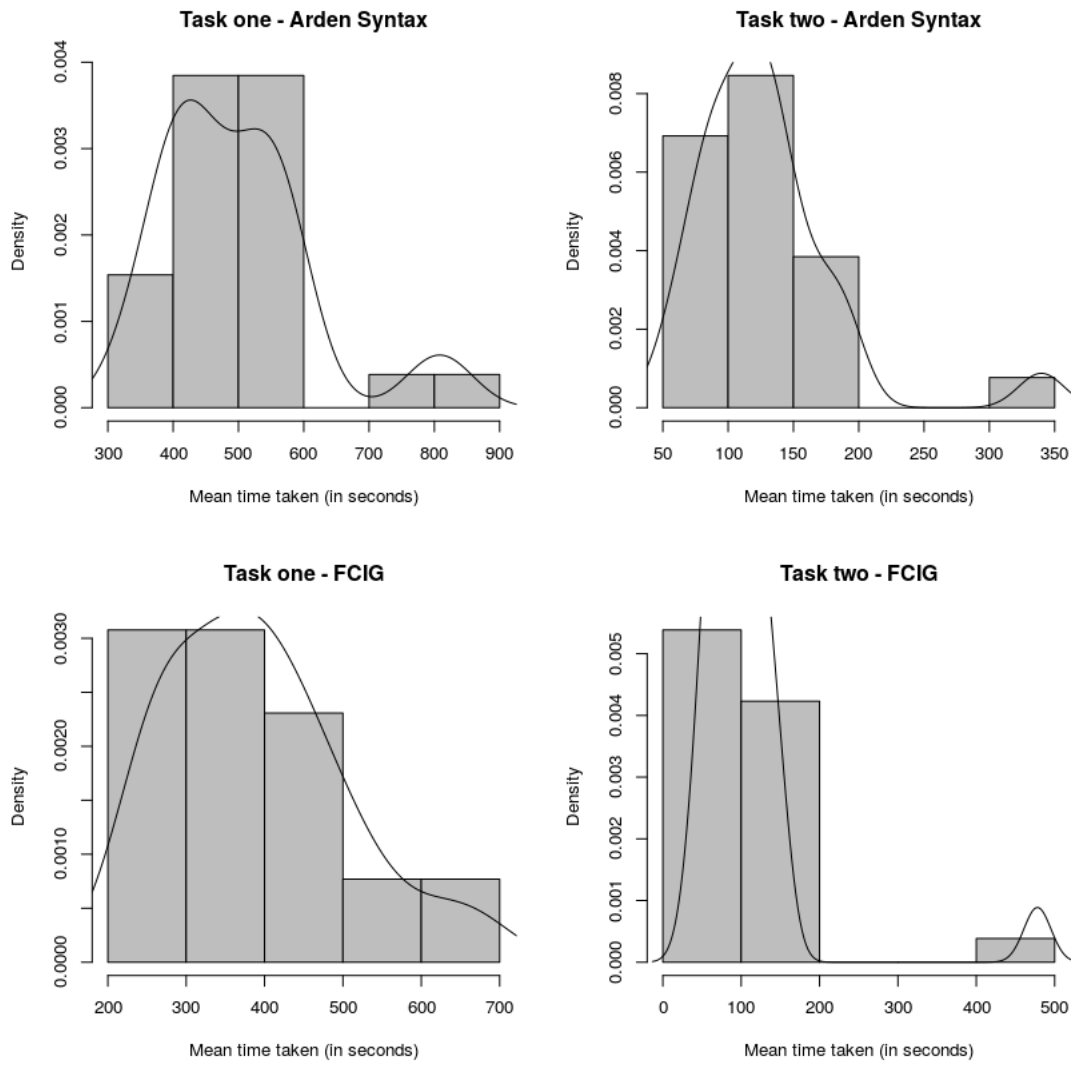 Task one - Arden Syntax
Density
0.000 0.001 0.002 0.003 0.004
300 400 500 600 700 800 900
Mean time taken (in seconds)
Task two - Arden Syntax
Density
0.000 0.002 0.004 0.006 0.008
50 100 150 200 250 300 350
Mean time taken (in seconds)
Task one - FCIG
Density
0.0000 0.0010 0.0020 0.0030
200 300 400 500 600 700
Mean time taken (in seconds)
Task two - FCIG
Density
0.000 0.001 0.002 0.003 0.004 0.005
0 100 200 300 400 500
Mean time taken (in seconds)